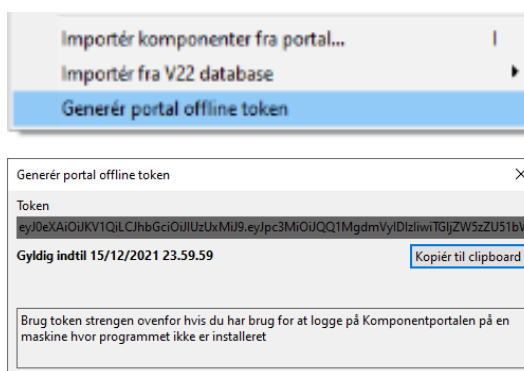 Importér komponenter fra portal... I
Importér fra V22 database
Generér portal offline token
Generér portal offline token
Token
Gyldig indtil 15/12/2021 23.59.59
Kopiér til clipboard
Brug token strengen ovenfor hvis du har brug for at logge på Komponentportalen på en
maskine hvor programmet ikke er installeret